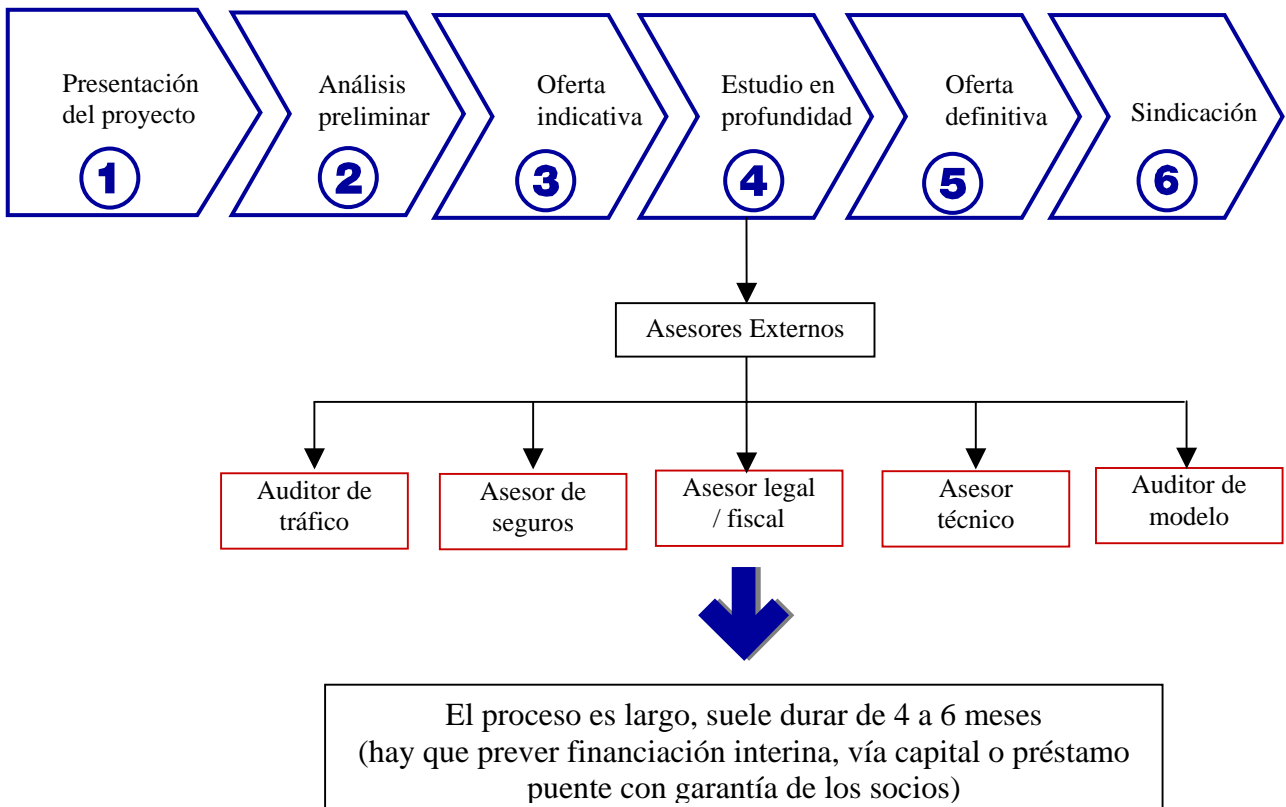 Presentación
del proyecto
1
Análisis
preliminar
2
Oferta
indicativa
3
Estudio en
profundidad
4
Oferta
definitiva
5
Sindicación
6
Asesores Externos
Auditor de
tráfico
Asesor de
seguros
Asesor legal
/ fiscal
Asesor
técnico
Auditor de
modelo
El proceso es largo, suele durar de 4 a 6 meses
(hay que prever financiación interina, vía capital o préstamo
puente con garantía de los socios)